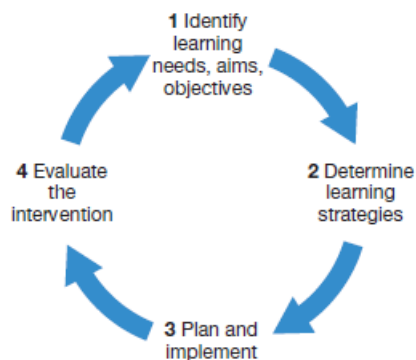 1 Identify
learning
needs, aims,
objectives
2 Determine
learning
strategies
3 Plan and
implement
4 Evaluate
the
intervention